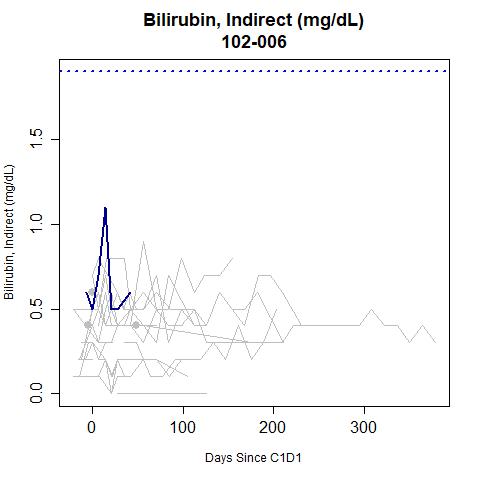 Bilirubin, Indirect (mg/dL)
102-006
Bilirubin, Indirect (mg/dL)
1.5
1.0
0.5
0.0
0 100 200 300
Days Since C1D1